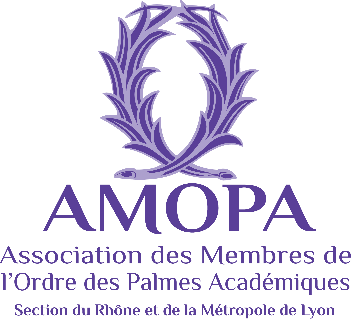 AMOPA
Association des Membres de
l'Ordre des Palmes Académiques
Section du Rhône et de la Métropole de Lyon